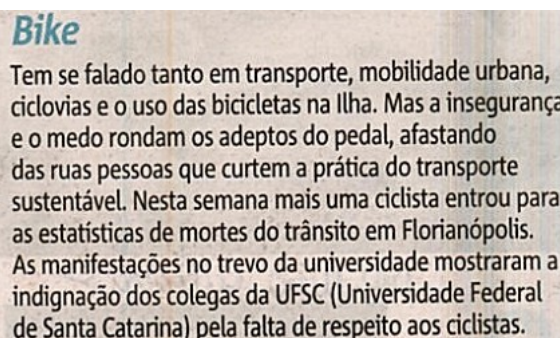 Bike
Tem se falado tanto em transporte, mobilidade urbana,
ciclovias e o uso das bicicletas na Ilha. Mas a insegurança
e o medo rondam os adeptos do pedal, afastando
das ruas pessoas que curtem a prática do transporte
sustentável. Nesta semana mais uma ciclista entrou para
as estatísticas de mortes do trânsito em Florianópolis.
As manifestações no trevo da universidade mostraram a
indignação dos colegas da UFSC (Universidade Federal
de Santa Catarina) pela falta de respeito aos ciclistas.